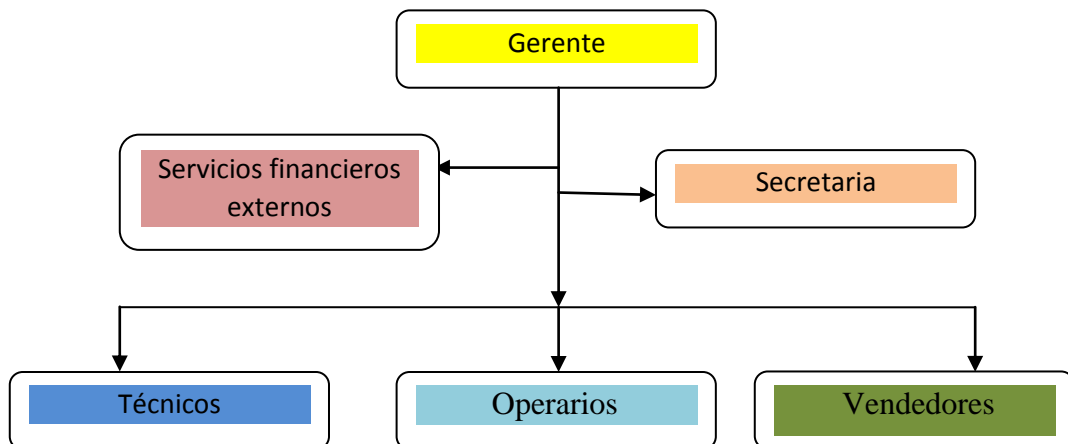 Gerente
Servicios financieros
externos
Secretaria
Técnicos
Operarios
Vendedores